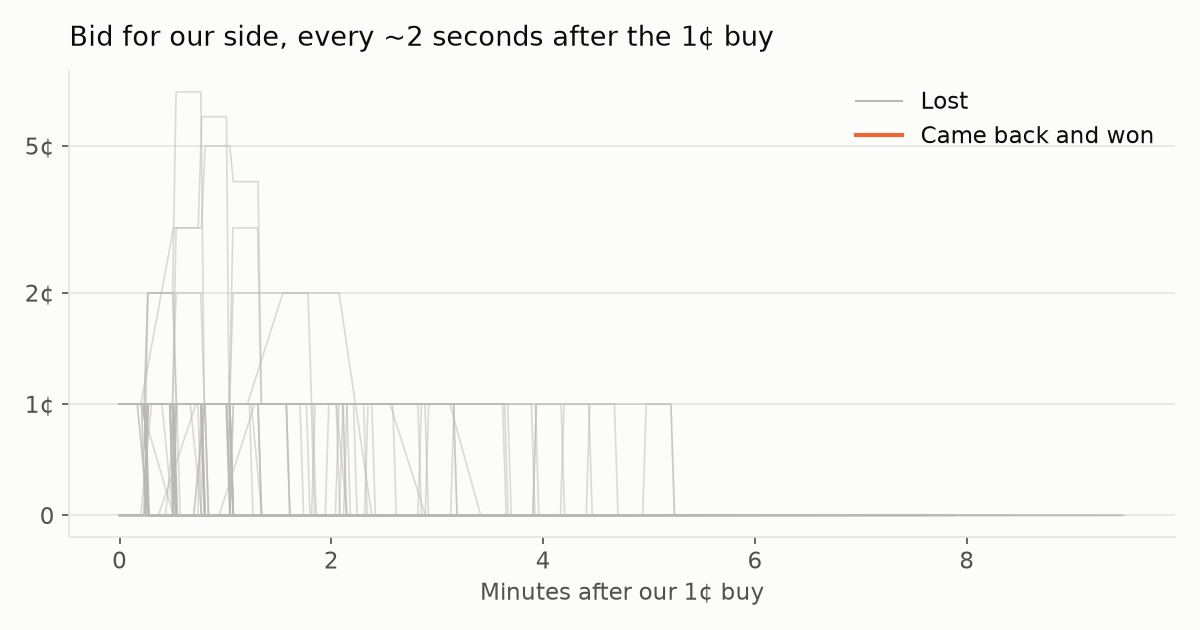 Bid for our side, every ~2 seconds after the 1¢ buy
Lost
Came back and won
5¢
2¢
1¢
0
0 2 4 6 8
Minutes after our 1¢ buy